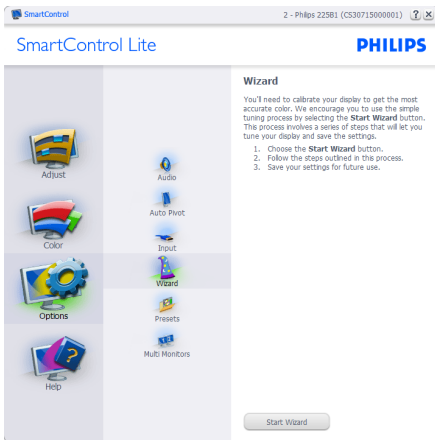 SmartControl
2 - Philips 225B1 (CS30715000001)
?
X
SmartControl Lite
PHILIPS
Adjust
Color
Options
Help
Audio
Auto Pivot
Input
Wizard
Presets
Multi Monitors
Wizard
You'll need to calibrate your display to get the most
accurate color. We encourage you to use the simple
tuning process by selecting the Start Wizard button.
This process involves a series of steps that will let you
tune your display and save the settings.
1. Choose the Start Wizard button.
2. Follow the steps outlined in this process.
3. Save your settings for future use.
Start Wizard